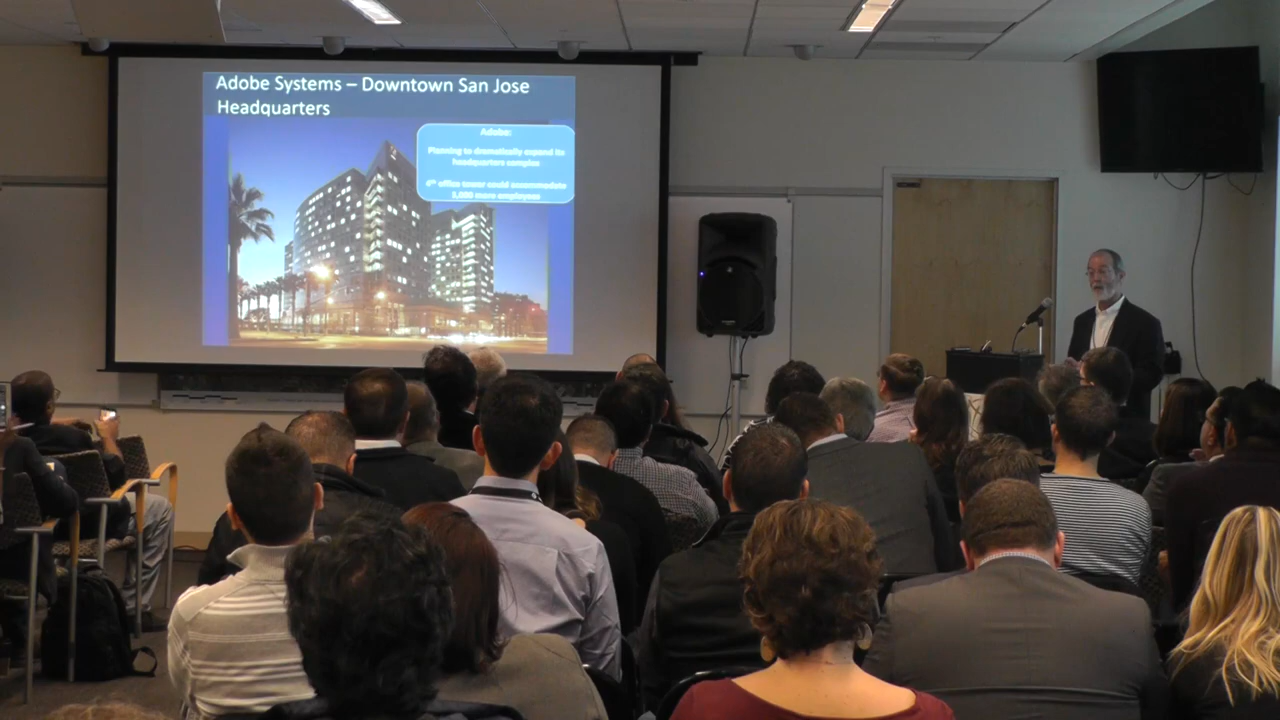 Adobe Systems – Downtown San Jose
Headquarters
Adobe:
Planning to dramatically expand its
headquarters campus
4th office tower could accommodate
3,000 more employees